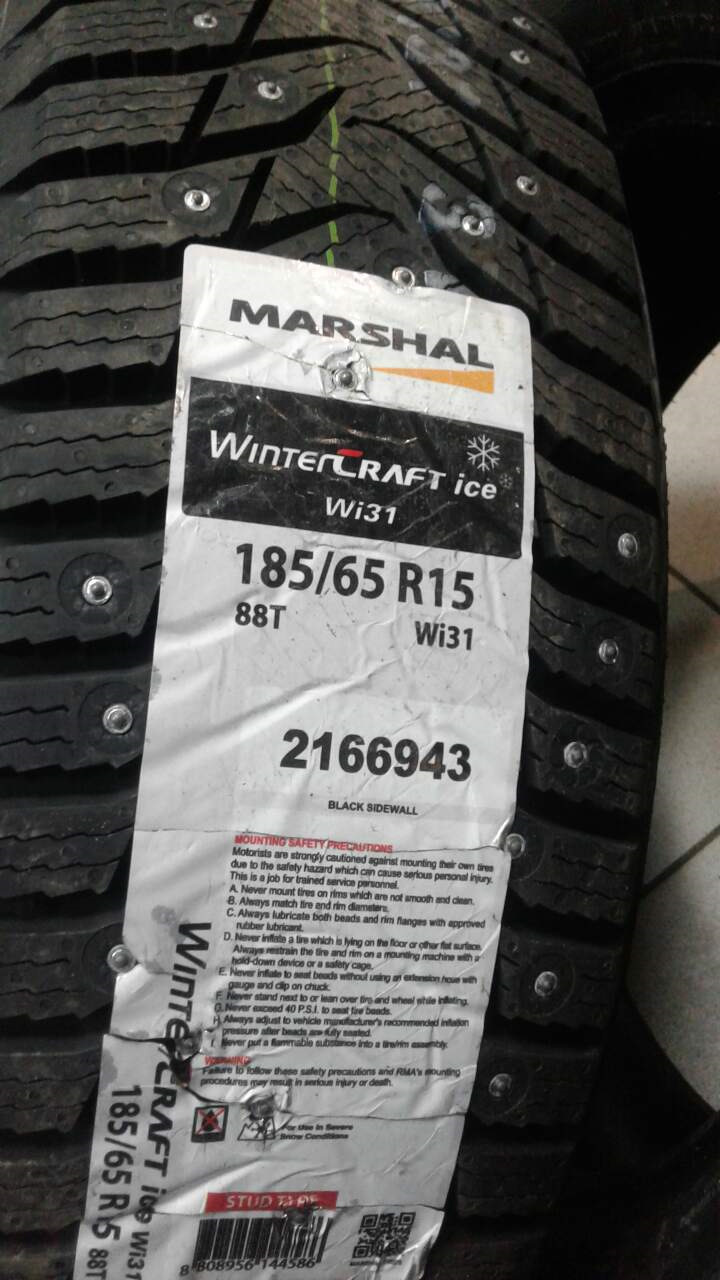 MARSHAL
WINTERCRAFT ice
Wi31
185/65 R15
88T Wi31
2166943
BLACK SIDEWALL
MOUNTING SAFETY PRECAUTIONS
Motorists are strongly cautioned against mounting their own tires
due to the safety hazard which can cause serious personal injury.
This is a job for trained service personnel.
A. Never mount tires on rims which are not smooth and clean.
B. Always match tire and rim diameters.
C. Always lubricate both beads and rim flanges with approved
rubber lubricant.
D. Never inflate a tire which is lying on the floor or other flat surface.
Always restrain the tire and rim on a mounting machine with a
hold-down device or a safety cage.
E. Never inflate to seat beads without using an extension hose with
gauge and clip on chuck.
F. Never stand next to or lean over tire and wheel while inflating.
G. Never exceed 40 P.S.I. to seat tire beads.
H. Always adjust to vehicle manufacturer's recommended inflation
pressure after beads are fully seated.
I. Never put a flammable substance into a tire/rim assembly.
WARNING
Failure to follow these safety precautions and RMA's mounting
procedures may result in serious injury or death.
For Use in Severe
Snow Conditions
STUD
8 808956 144586
WINTERCRAFT ice Wi31
185/65 R15 88T